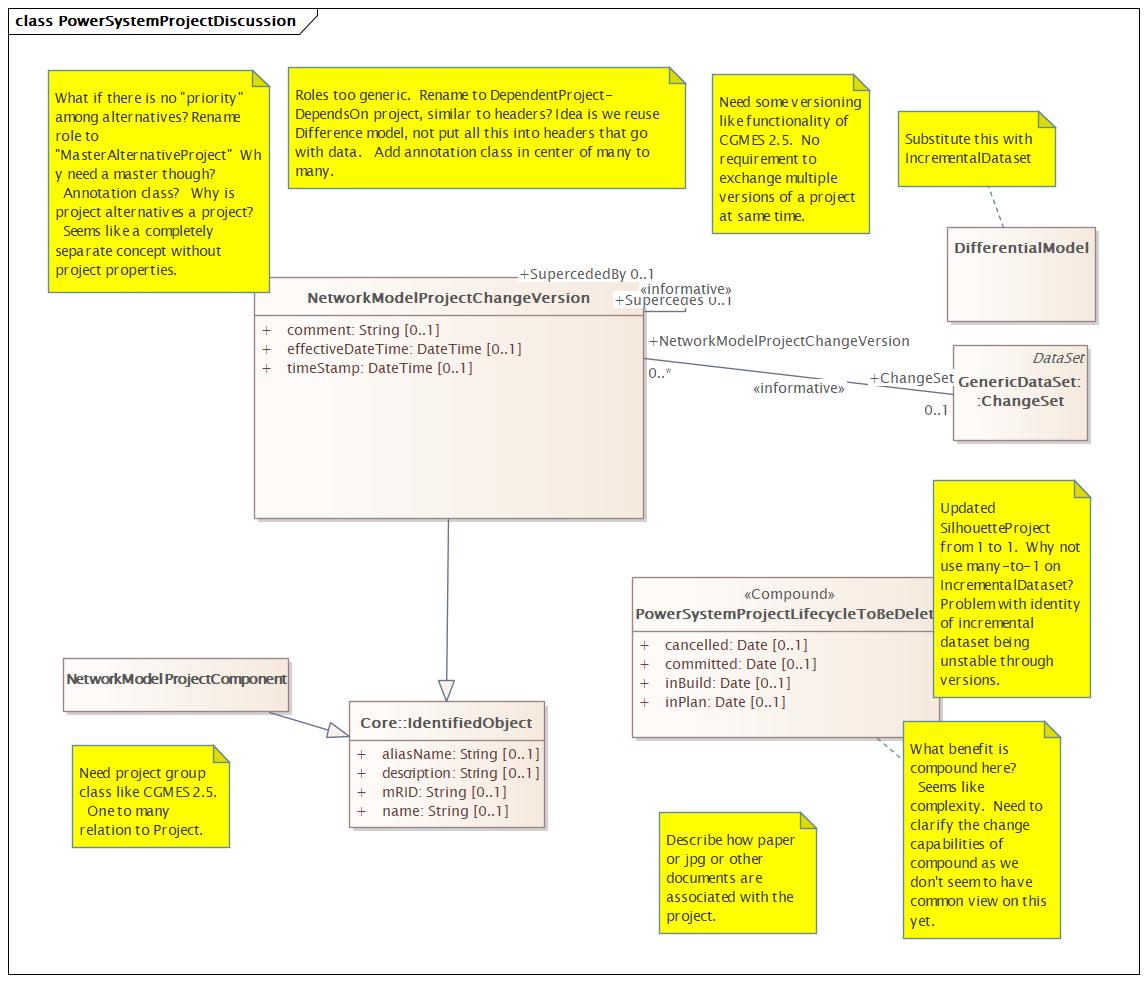 class PowerSystemProjectDiscussion
What if there is no "priority"
among alternatives? Rename
role to
"MasterAlternativeProject"  Wh
y need a master though?
Annotation class?   Why is
project alternatives a project?
Seems like a completely
separate concept without
project properties.
Roles too generic.  Rename to DependentProject-
DependsOn project, similar to headers? Idea is we reuse
Difference model, not put all this into headers that go
with data.   Add annotation class in center of many to
many.
Need some versioning
like functionality of
CGMES 2.5.  No
requirement to
exchange multiple
versions of a project
at same time.
Substitute this with
IncrementalDataset
DifferentialModel
+SupercededBy 0..1
«informative»
+Supercedes 0..1
NetworkModelProjectChangeVersion
+ comment: String [0..1]
+ effectiveDateTime: DateTime [0..1]
+ timeStamp: DateTime [0..1]
+NetworkModelProjectChangeVersion
0..*
«informative»
+ChangeSet
0..1
DataSet
GenericDataSet:
:ChangeSet
Updated
SilhouetteProject
from 1 to 1.  Why not
use many-to-1 on
IncrementalDataset?
Problem with identity
of incremental
dataset being
unstable through
versions.
«Compound»
PowerSystemProjectLifecycleToBeDelet
+ cancelled: Date [0..1]
+ committed: Date [0..1]
+ inBuild: Date [0..1]
+ inPlan: Date [0..1]
NetworkModelProjectComponent
Core::IdentifiedObject
+ aliasName: String [0..1]
+ description: String [0..1]
+ mRID: String [0..1]
+ name: String [0..1]
Need project group
class like CGMES 2.5.
One to many
relation to Project.
What benefit is
compound here?
Seems like
complexity.  Need to
clarify the change
capabilities of
compound as we
don't seem to have
common view on this
yet.
Describe how paper
or jpg or other
documents are
associated with the
project.